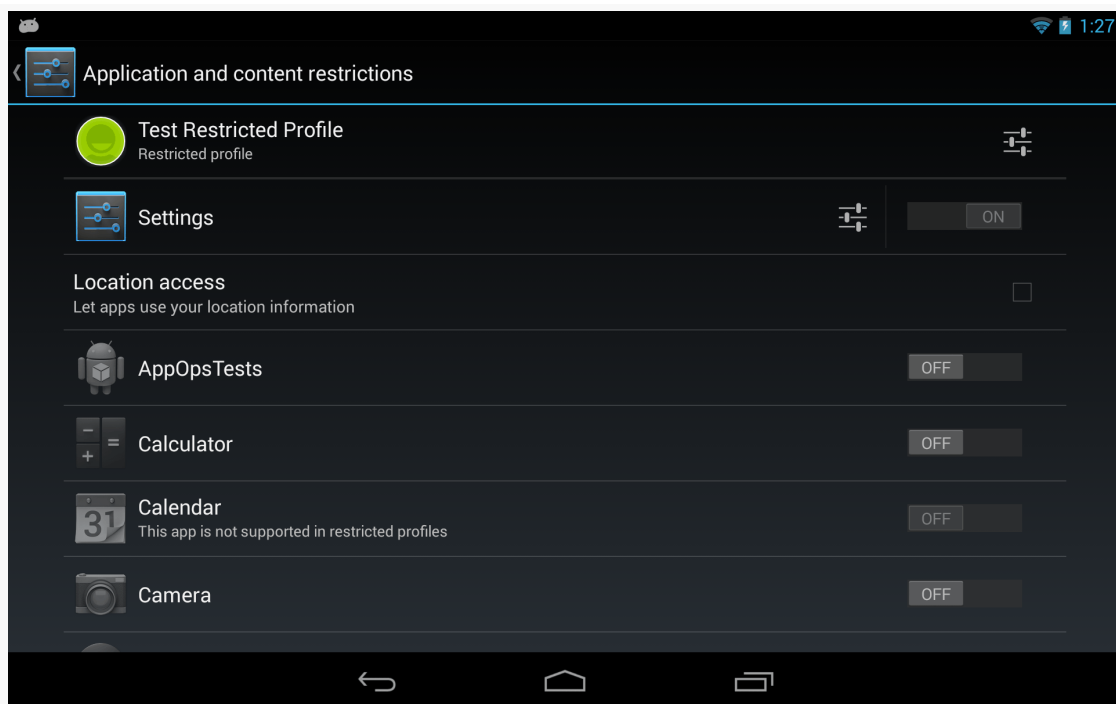 1:27
Application and content restrictions
Test Restricted Profile
Restricted profile
Settings
ON
Location access
Let apps use your location information
AppOpsTests
OFF
Calculator
OFF
31
Calendar
This app is not supported in restricted profiles
OFF
Camera
OFF